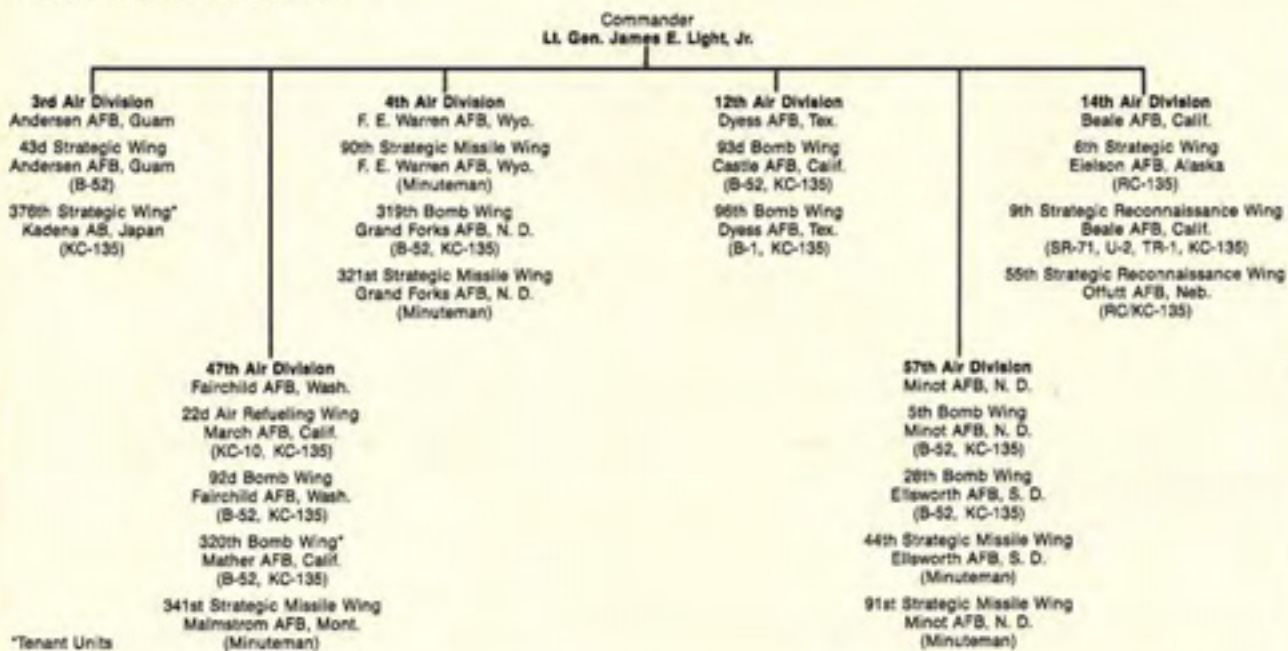 Commander
Lt. Gen. James E. Light, Jr.
3rd Air Division
Andersen AFB, Guam
43d Strategic Wing
Andersen AFB, Guam
(B-52)
376th Strategic Wing*
Kadena AB, Japan
(KC-135)
4th Air Division
F. E. Warren AFB, Wyo.
90th Strategic Missile Wing
F. E. Warren AFB, Wyo.
(Minuteman)
319th Bomb Wing
Grand Forks AFB, N. D.
(B-52, KC-135)
321st Strategic Missile Wing
Grand Forks AFB, N. D.
(Minuteman)
12th Air Division
Dyess AFB, Tex.
93d Bomb Wing
Castle AFB, Calif.
(B-52, KC-135)
96th Bomb Wing
Dyess AFB, Tex.
(B-1, KC-135)
14th Air Division
Beale AFB, Calif.
6th Strategic Wing
Eielson AFB, Alaska
(RC-135)
9th Strategic Reconnaissance Wing
Beale AFB, Calif.
(SR-71, U-2, TR-1, KC-135)
55th Strategic Reconnaissance Wing
Offutt AFB, Neb.
(RC/KC-135)
47th Air Division
Fairchild AFB, Wash.
22d Air Refueling Wing
March AFB, Calif.
(KC-10, KC-135)
92d Bomb Wing
Fairchild AFB, Wash.
(B-52, KC-135)
320th Bomb Wing*
Mather AFB, Calif.
(B-52, KC-135)
341st Strategic Missile Wing
Malmstrom AFB, Mont.
(Minuteman)
57th Air Division
Minot AFB, N. D.
5th Bomb Wing
Minot AFB, N. D.
(B-52, KC-135)
28th Bomb Wing
Ellsworth AFB, S. D.
(B-52, KC-135)
44th Strategic Missile Wing
Ellsworth AFB, S. D.
(Minuteman)
91st Strategic Missile Wing
Minot AFB, N. D.
(Minuteman)
*Tenant Units